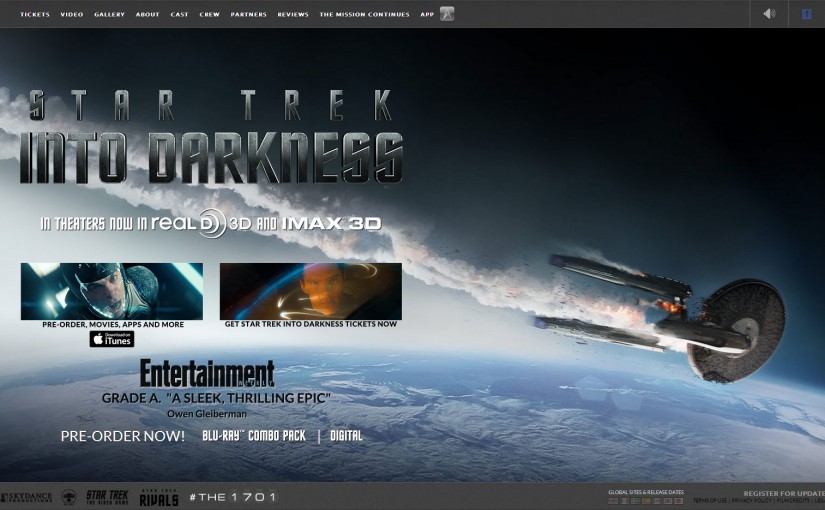 TICKETS VIDEO GALLERY ABOUT CAST CREW PARTNERS REVIEWS THE MISSION CONTINUES APP
STAR TREK
INTO DARKNESS
IN THEATERS NOW IN REAL D 3D AND IMAX 3D
PRE-ORDER, MOVIES, APPS AND MORE
GET STAR TREK INTO DARKNESS TICKETS NOW
Download on
iTunes
Entertainment
GRADE A. "A SLEEK, THRILLING EPIC"
Owen Gleiberman
PRE-ORDER NOW! BLU-RAY™ COMBO PACK | DIGITAL
SKYDANCE
PRODUCTIONS
STAR TREK
THE VIDEO GAME
STAR TREK
RIVALS
#THE1701
GLOBAL SITES & RELEASE DATES
REGISTER FOR UPDATE
TERMS OF USE | PRIVACY POLICY | FILM CREDITS |